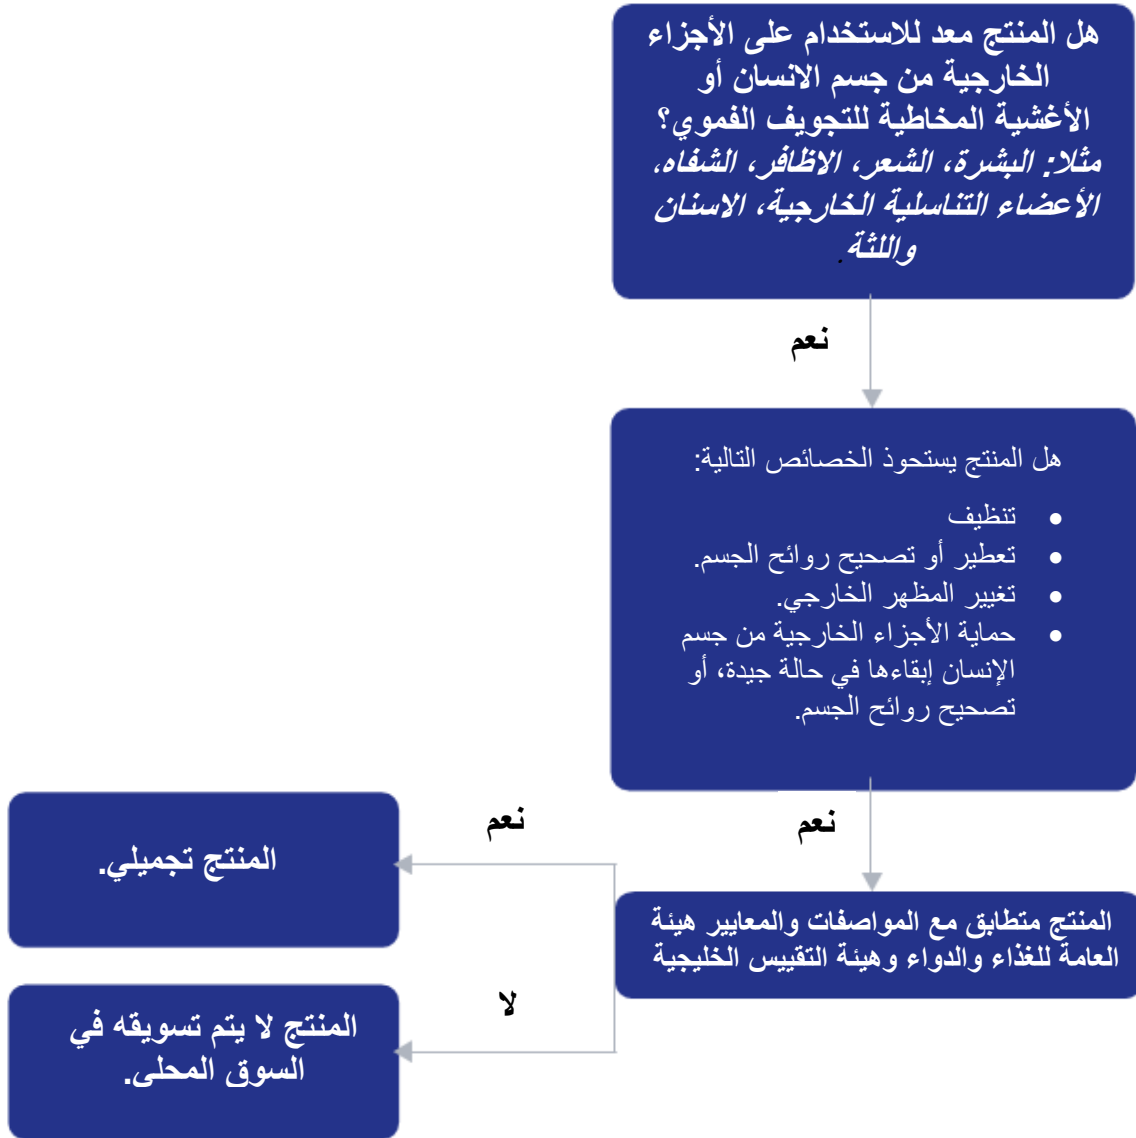 هل المنتج معد للاستخدام على الأجزاء
الخارجية من جسم الانسان أو
الأغشية المخاطية للتجويف الفموي؟
مثلا: البشرة، الشعر، الاظافر، الشفاه،
الأعضاء التناسلية الخارجية، الاسنان
واللثة.
نعم
هل المنتج يستحوذ الخصائص التالية:
• تنظيف
• تعطير أو تصحيح روائح الجسم.
• تغيير المظهر الخارجي.
• حماية الأجزاء الخارجية من جسم
الإنسان إبقاءها في حالة جيدة، أو
تصحيح روائح الجسم.
نعم
المنتج متطابق مع المواصفات والمعايير هيئة
العامة للغذاء والدواء وهيئة التقييس الخليجية
نعم
المنتج تجميلي.
لا
المنتج لا يتم تسويقه في
السوق المحلى.